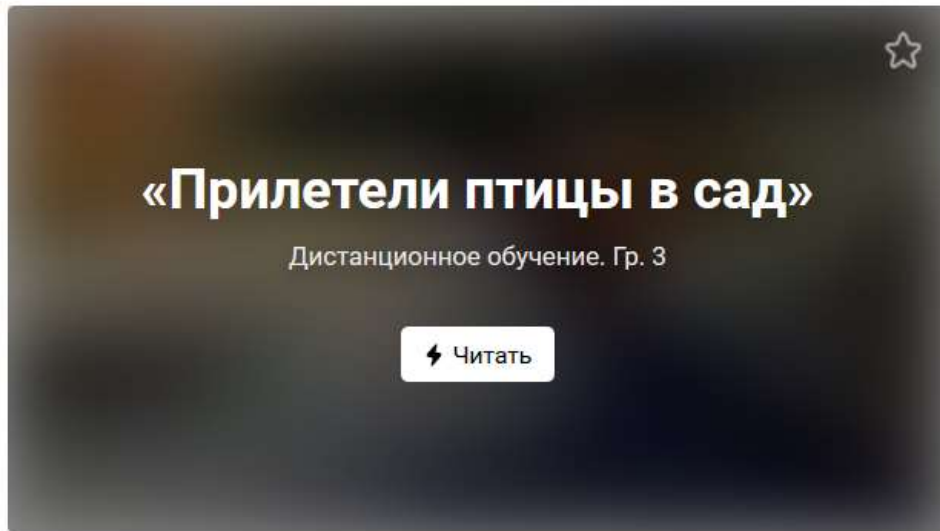 «Прилетели птицы в сад»
Дистанционное обучение. Гр. 3
Читать